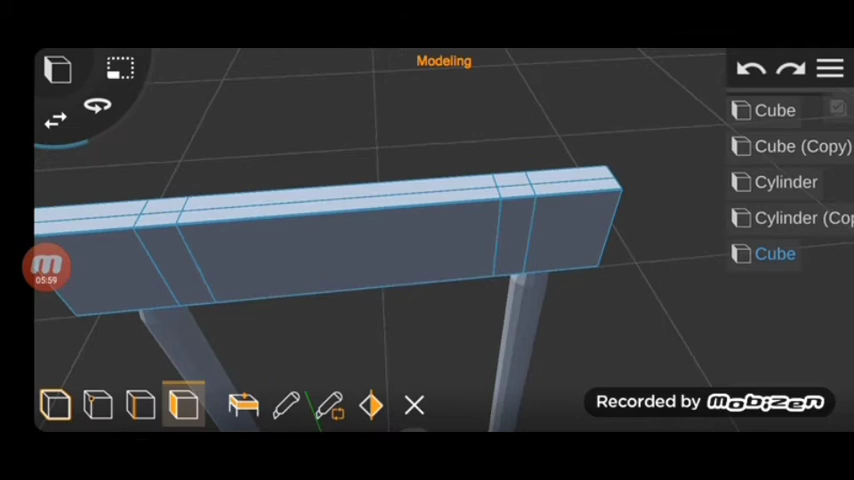 Modeling
Cube
Cube (Copy)
Cylinder
Cylinder (Cop
Cube
05:59
Recorded by mobizen